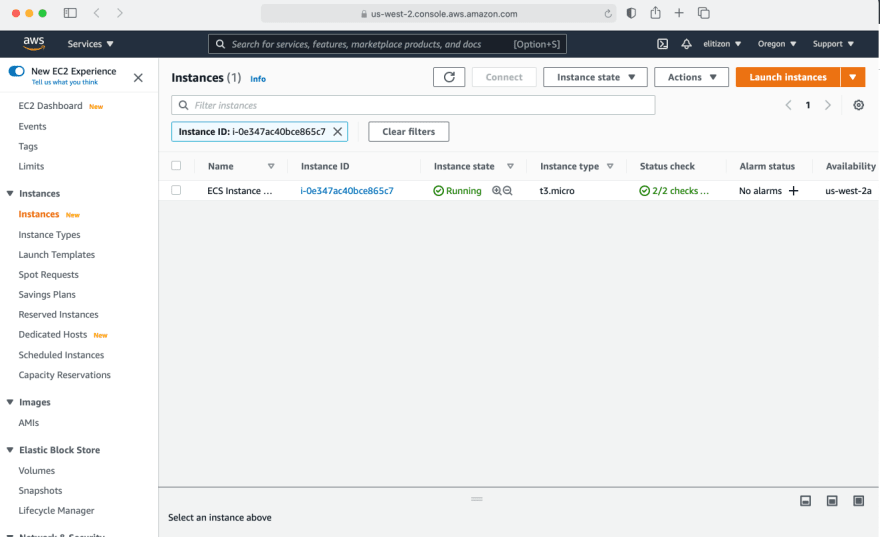 us-west-2.console.aws.amazon.com
aws
Services
Search for services, features, marketplace products, and docs [Option+S]
elitizon
Oregon
Support
New EC2 Experience
Tell us what you think
EC2 Dashboard New
Events
Tags
Limits
Instances
Instances New
Instance Types
Launch Templates
Spot Requests
Savings Plans
Reserved Instances
Dedicated Hosts New
Scheduled Instances
Capacity Reservations
Images
AMIs
Elastic Block Store
Volumes
Snapshots
Lifecycle Manager
Network & Security
Instances (1) Info
Connect
Instance state
Actions
Launch instances
Filter instances
1
Instance ID: i-0e347ac40bce865c7
Clear filters
Name Instance ID Instance state Instance type Status check Alarm status Availability
ECS Instance ... i-0e347ac40bce865c7 Running t3.micro 2/2 checks ... No alarms us-west-2a
Select an instance above